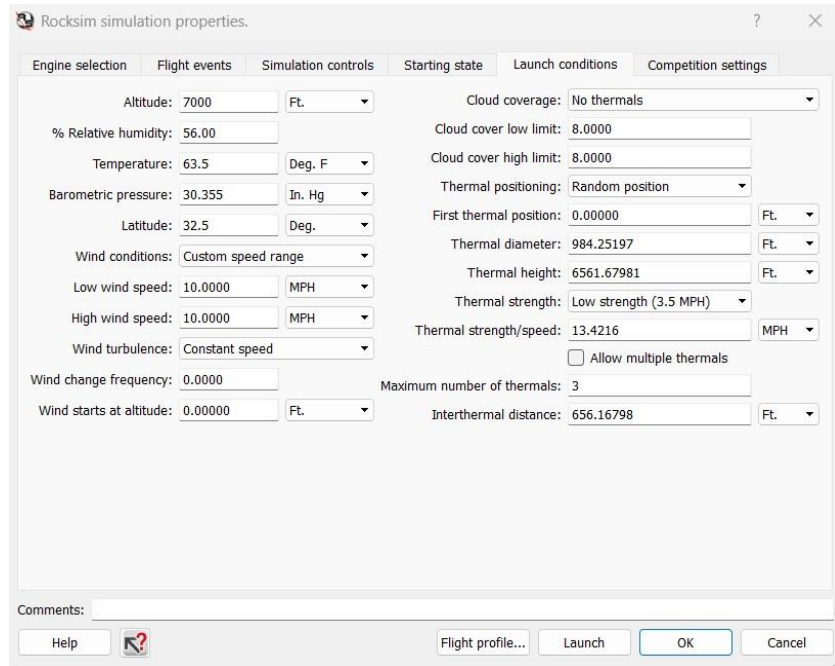 Rocksim simulation properties.
Engine selection Flight events Simulation controls Starting state Launch conditions Competition settings
Altitude: 7000 Ft.
% Relative humidity: 56.00
Temperature: 63.5 Deg. F
Barometric pressure: 30.355 In. Hg
Latitude: 32.5 Deg.
Wind conditions: Custom speed range
Low wind speed: 10.0000 MPH
High wind speed: 10.0000 MPH
Wind turbulence: Constant speed
Wind change frequency: 0.0000
Wind starts at altitude: 0.00000 Ft.
Cloud coverage: No thermals
Cloud cover low limit: 8.0000
Cloud cover high limit: 8.0000
Thermal positioning: Random position
First thermal position: 0.00000 Ft.
Thermal diameter: 984.25197 Ft.
Thermal height: 6561.67981 Ft.
Thermal strength: Low strength (3.5 MPH)
Thermal strength/speed: 13.4216 MPH
Allow multiple thermals
Maximum number of thermals: 3
Interthermal distance: 656.16798 Ft.
Comments:
Help Flight profile... Launch OK Cancel